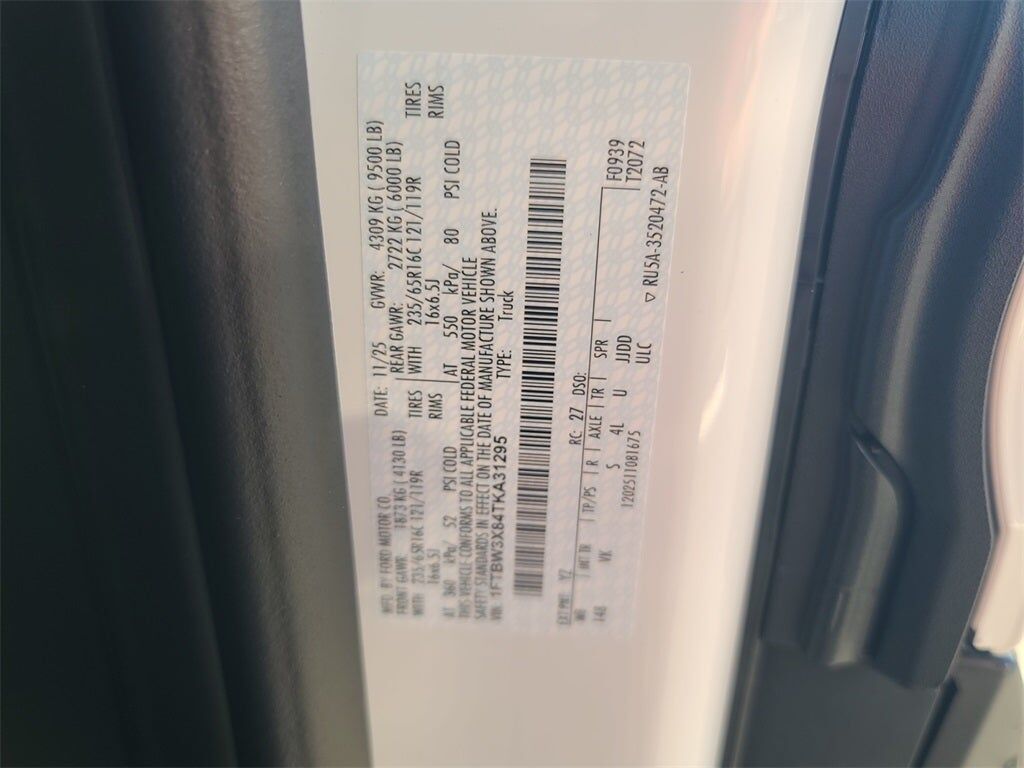 MFD. BY FORD MOTOR CO. DATE: 11/25 GVWR: 4309 KG ( 9500 LB)
FRONT GAWR: 1873 KG ( 4130 LB) REAR GAWR: 2722 KG ( 6000 LB)
WITH 235/65R16C 121/119R TIRES WITH 235/65R16C 121/119R TIRES
16x6.5J RIMS 16x6.5J RIMS
AT 360 kPa/ 52 PSI COLD AT 550 kPa/ 80 PSI COLD
THIS VEHICLE CONFORMS TO ALL APPLICABLE FEDERAL MOTOR VEHICLE
SAFETY STANDARDS IN EFFECT ON THE DATE OF MANUFACTURE SHOWN ABOVE.
VIN: 1FTBW3X84TKA31295 TYPE: Truck
EXT PNT: YZ RC: 27 DSO: F0939
WB INT TR TP/PS R AXLE TR SPR T2072
148 VK S 4L U JJDD
1202511081675 ULC
▽ RU5A-3520472-AB